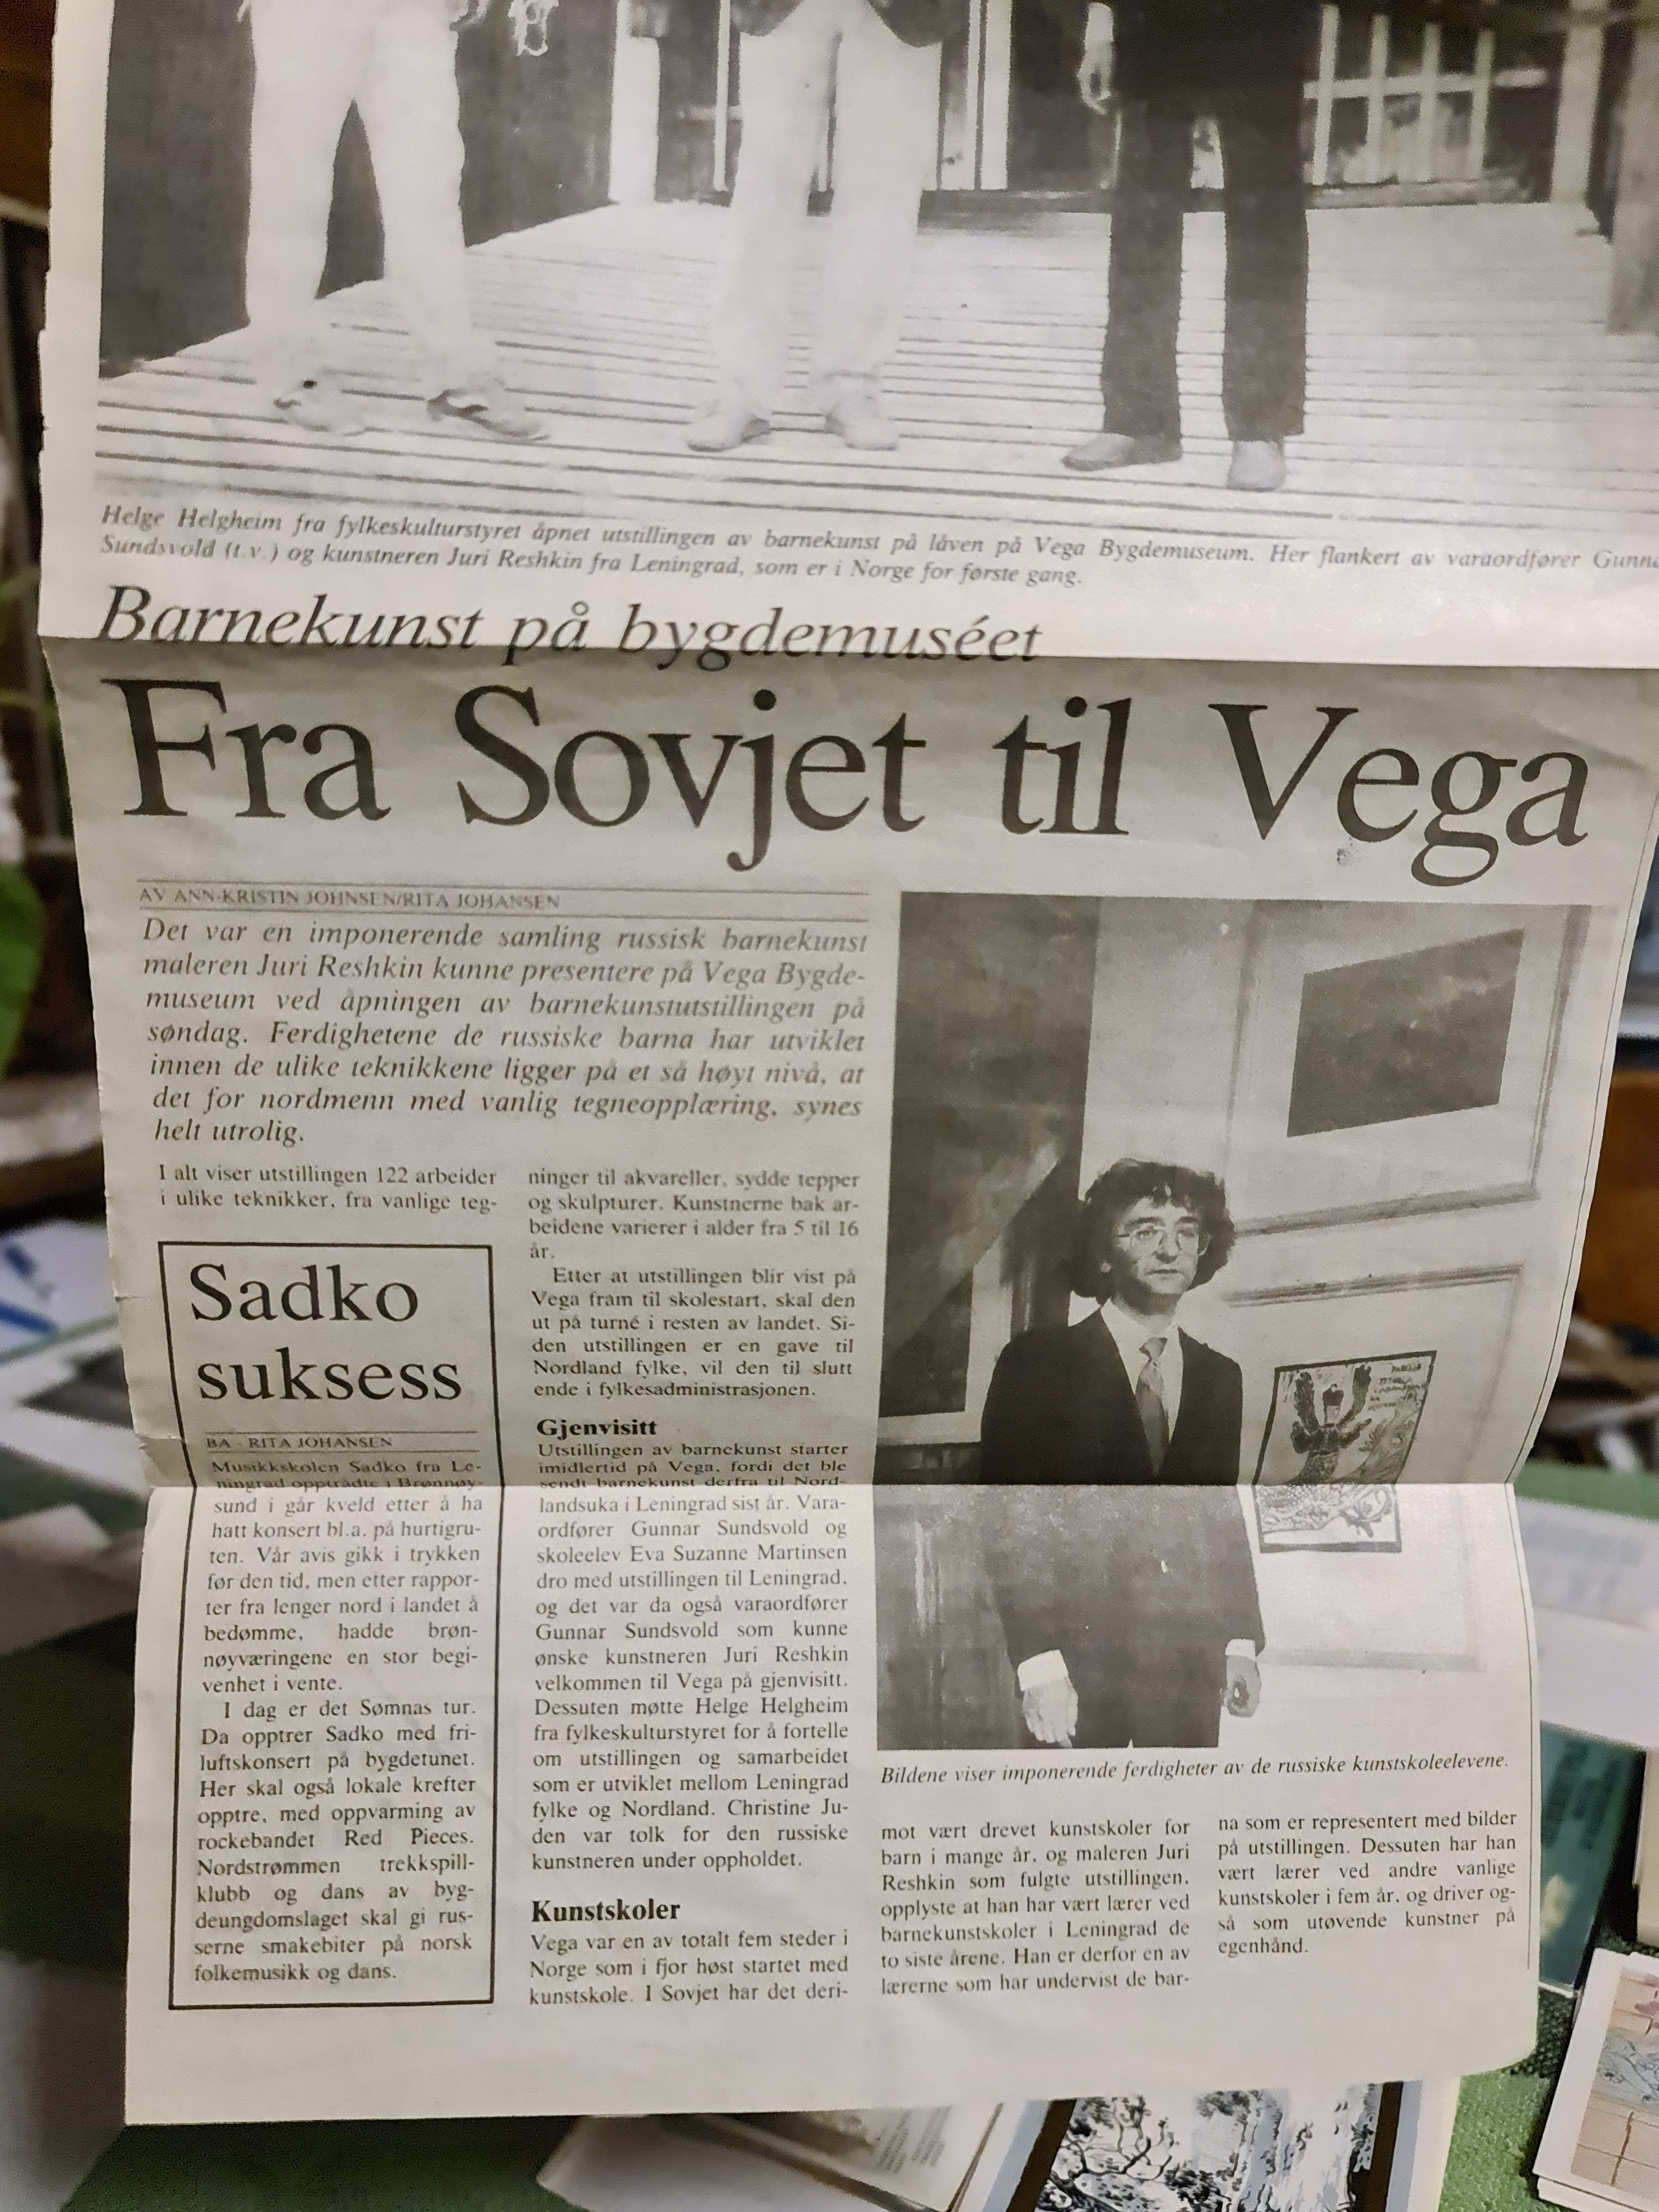 Helge Helgheim fra fylkeskulturstyret åpnet utstillingen av barnekunst på låven på Vega Bygdemuseum. Her flankert av varaordfører
Sundsvold (t.v.) og kunstneren Juri Reshkin fra Leningrad, som er i Norge for første gang.
Barnekunst på bygdemuséet
Fra Sovjet til Vega
AV ANN-KRISTIN JOHNSEN/RITA JOHANSEN
Det var en imponerende samling russisk barnekunst
maleren Juri Reshkin kunne presentere på Vega Bygde-
museum ved åpningen av barnekunstutstillingen på
søndag. Ferdighetene de russiske barna har utviklet
innen de ulike teknikkene ligger på et så høyt nivå, at
det for nordmenn med vanlig tegneopplæring, synes
helt utrolig.
I alt viser utstillingen 122 arbeider
i ulike teknikker, fra vanlige teg-
ninger til akvareller, sydde tepper
og skulpturer. Kunstnerne bak ar-
beidene varierer i alder fra 5 til 16
år.
Etter at utstillingen blir vist på
Vega fram til skolestart, skal den
ut på turné i resten av landet. Si-
den utstillingen er en gave til
Nordland fylke, vil den til slutt
ende i fylkesadministrasjonen.
Gjenvisitt
Utstillingen av barnekunst starter
imidlertid på Vega, fordi det ble
sendt barnekunst derfra til Nord-
landsuka i Leningrad sist år. Vara-
ordfører Gunnar Sundsvold og
skoleelev Eva Suzanne Martinsen
dro med utstillingen til Leningrad,
og det var da også varaordfører
Gunnar Sundsvold som kunne
ønske kunstneren Juri Reshkin
velkommen til Vega på gjenvisitt.
Dessuten møtte Helge Helgheim
fra fylkeskulturstyret for å fortelle
om utstillingen og samarbeidet
som er utviklet mellom Leningrad
fylke og Nordland. Christine Ju-
den var tolk for den russiske
kunstneren under oppholdet.
Kunstskoler
Vega var en av totalt fem steder i
Norge som i fjor høst startet med
kunstskole. I Sovjet har det deri-
mot vært drevet kunstskoler for
barn i mange år, og maleren Juri
Reshkin som fulgte utstillingen,
opplyste at han har vært lærer ved
barnekunstskoler i Leningrad de
to siste årene. Han er derfor en av
lærerne som har undervist de bar-
na som er representert med bilder
på utstillingen. Dessuten har han
vært lærer ved andre vanlige
kunstskoler i fem år, og driver og-
så som utøvende kunstner på
egenhånd.
Bildene viser imponerende ferdigheter av de russiske kunstskoleelevene.
Sadko
suksess
BA - RITA JOHANSEN
Musikkskolen Sadko fra Le-
ningrad opptrådte i Brønnøy-
sund i går kveld etter å ha
hatt konsert bl.a. på hurtigru-
ten. Vår avis gikk i trykken
før den tid, men etter rappor-
ter fra lenger nord i landet å
bedømme, hadde brøn-
nøyværingene en stor begi-
venhet i vente.
I dag er det Sømnas tur.
Da opptrer Sadko med fri-
luftskonsert på bygdetunet.
Her skal også lokale krefter
opptre, med oppvarming av
rockebandet Red Pieces.
Nordstrømmen trekkspill-
klubb og dans av byg-
deungdomslaget skal gi rus-
serne smakebiter på norsk
folkemusikk og dans.